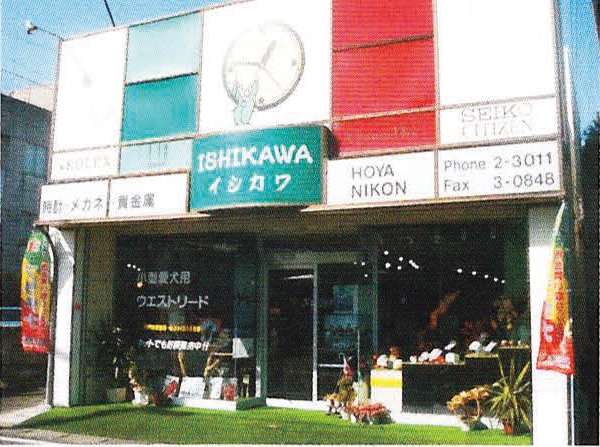 ROLEX
SEIKO
CITIZEN
ISHIKAWA
イシカワ
時計 メガネ 貴金属
HOYA
NIKON
Phone 2-3011
Fax 3-0848
小型愛犬用
ウエストリード